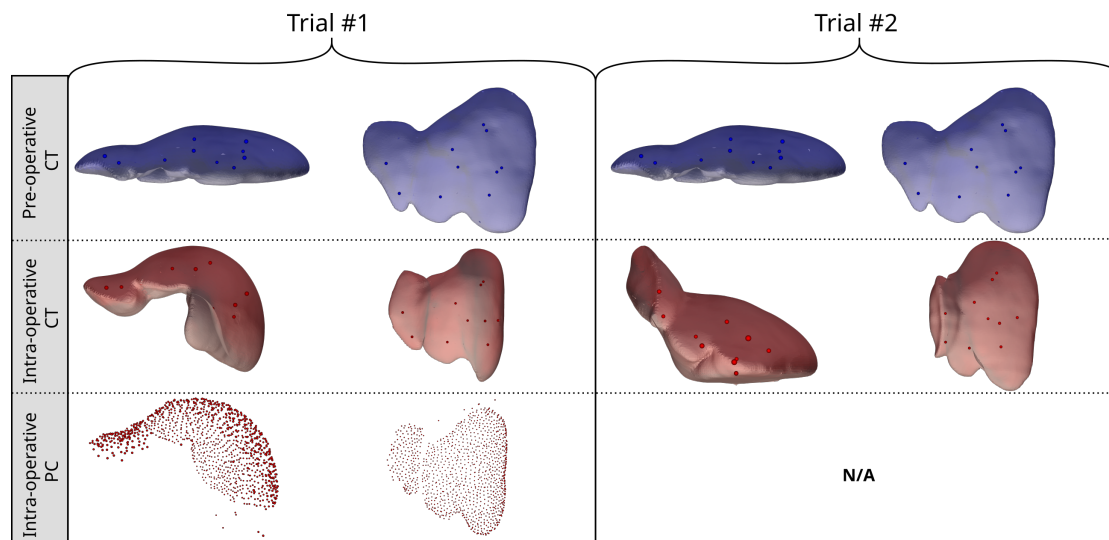 Trial #1
Trial #2
Pre-operative
CT
Intra-operative
CT
Intra-operative
PC
N/A